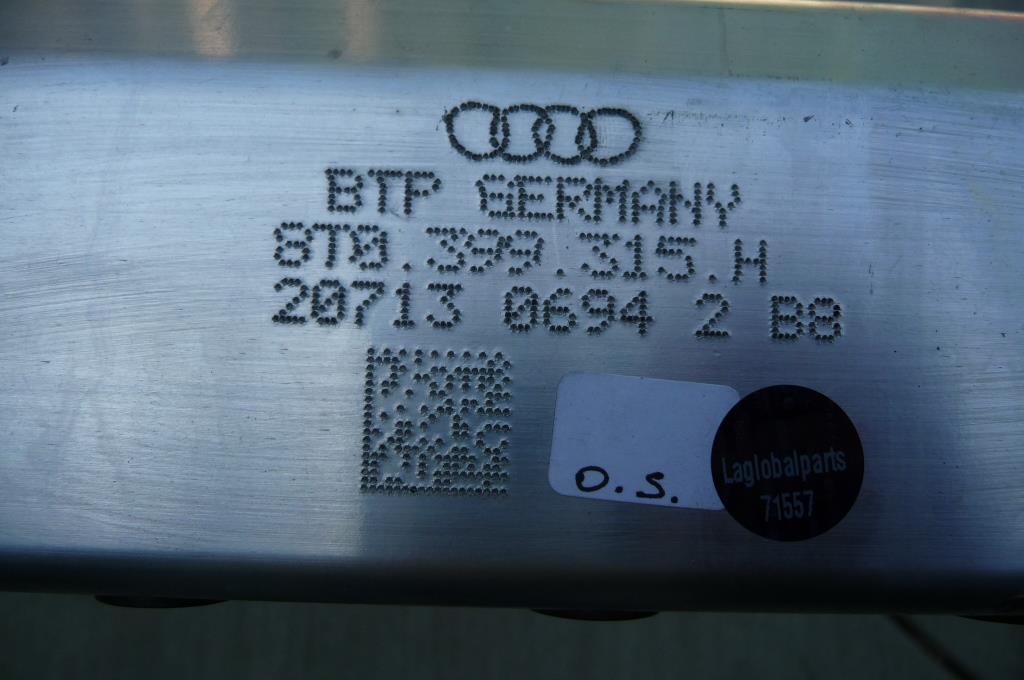 BTP GERMANY
8T0.399.315.H
20713 0694 2 B8
O.S.
Laglobalparts
71557